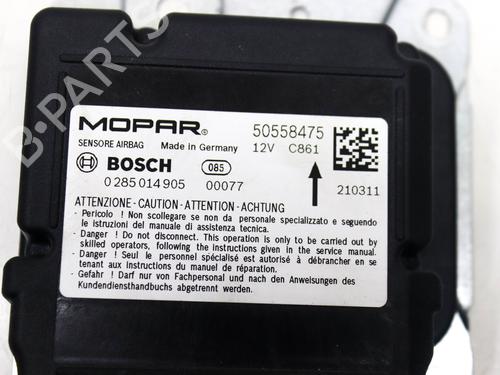 B-PARTS
MOPAR® 50558475
SENSORE AIRBAG Made in Germany 12V C861
BOSCH 085
0 285 014 905 00077 210311
ATTENZIONE - CAUTION - ATTENTION - ACHTUNG
- Pericolo ! Non scollegare se non da personale specializzato e seguendo
le istruzioni del manuale di assistenza tecnica.
- Danger ! Do not disconnect. This operation is only to be carried out by
skilled operators, following the instructions given in the service manual.
- Danger ! Seul le personnel spécialisé est autorisé à débrancher en se
tenant aux instructions du manuel de réparation.
- Gefahr ! Darf nur von Fachpersonal und nach den Anweisungen des
Kundendiensthandbuchs abgetrennt werden.